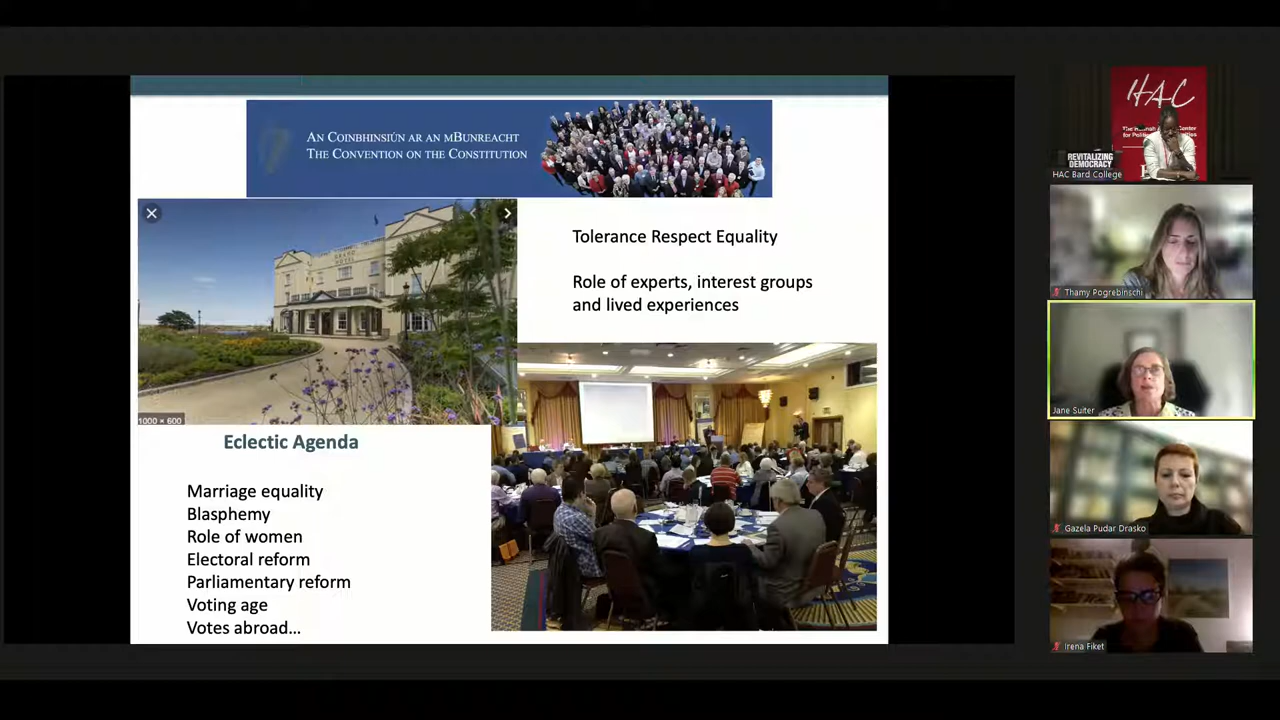 AN COINBHINSIÚN AR AN MBUNREACHT
THE CONVENTION ON THE CONSTITUTION
GRAND
HOTEL
1000 × 600
Tolerance Respect Equality
Role of experts, interest groups
and lived experiences
Eclectic Agenda
Marriage equality
Blasphemy
Role of women
Electoral reform
Parliamentary reform
Voting age
Votes abroad...
HAC
REVITALIZING
DEMOCRACY
HAC Bard College
Thamy Pogrebinschi
Jane Suiter
Gazela Pudar Drasko
Irena Fiket